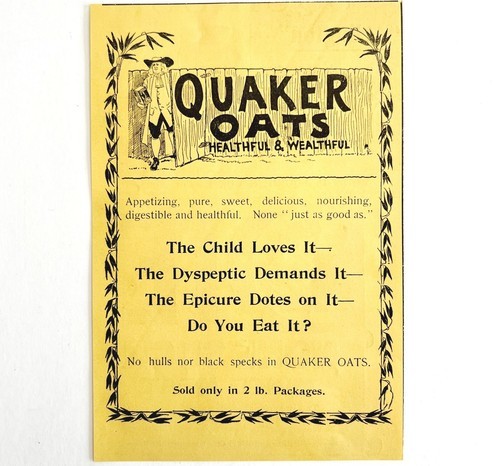 QUAKER
OATS
HEALTHFUL & WEALTHFUL
Appetizing, pure, sweet, delicious, nourishing,
digestible and healthful. None "just as good as."
The Child Loves It—
The Dyspeptic Demands It—
The Epicure Dotes on It—
Do You Eat It?
No hulls nor black specks in QUAKER OATS.
Sold only in 2 lb. Packages.